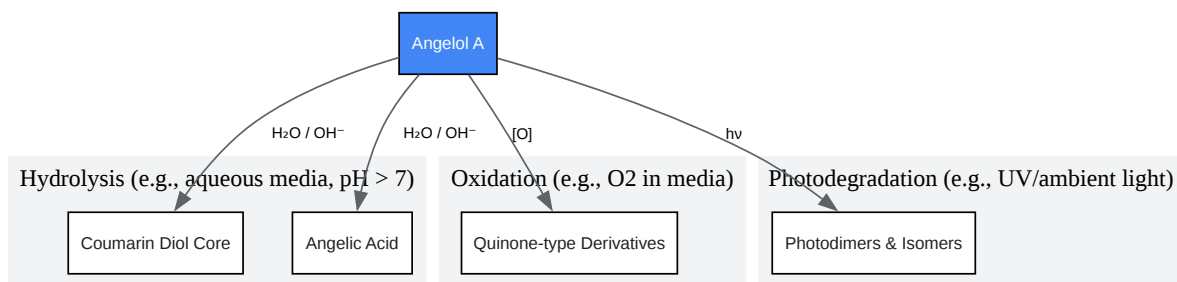 Angelol A
H₂O / OH⁻
H₂O / OH⁻
[O]
hν
Hydrolysis (e.g., aqueous media, pH > 7)
Oxidation (e.g., O2 in media)
Photodegradation (e.g., UV/ambient light)
Coumarin Diol Core
Angelic Acid
Quinone-type Derivatives
Photodimers & Isomers